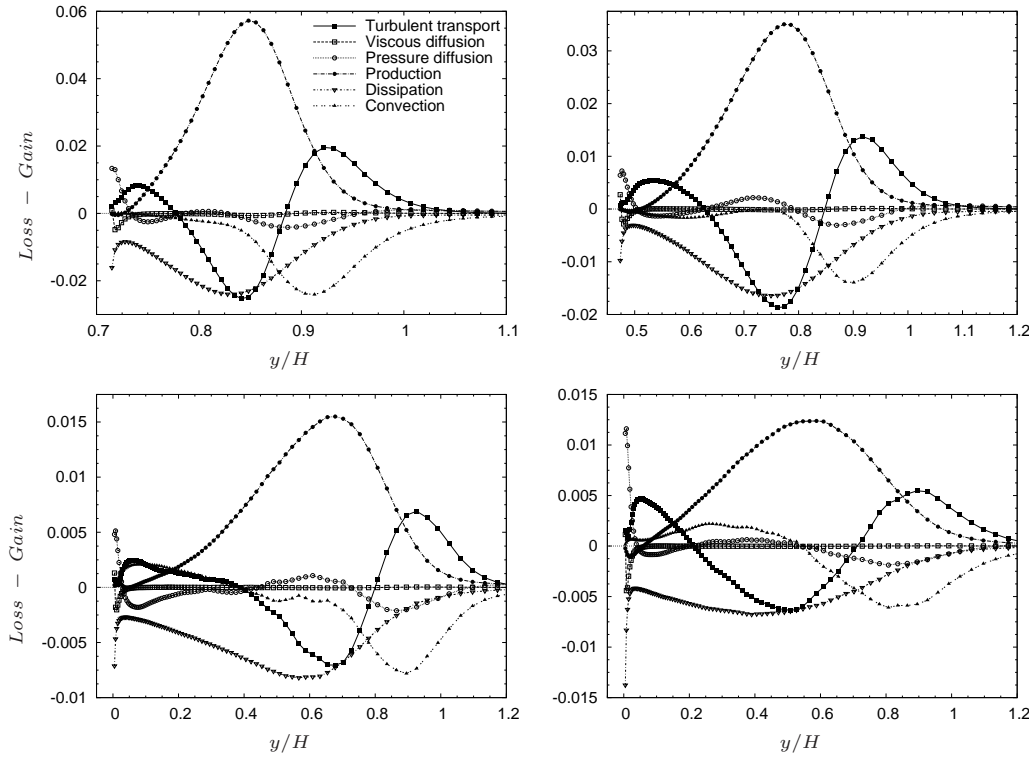 0.08
0.06
0.04
0.02
0
-0.02
Loss - Gain
Turbulent transport
Viscous diffusion
Pressure diffusion
Production
Dissipation
Convection
0.7 0.8 0.9 1 1.1
y/H
0.03
0.02
0.01
0
-0.01
-0.02
0.5 0.6 0.7 0.8 0.9 1 1.1 1.2
y/H
0.015
0.01
0.005
0
-0.005
-0.01
Loss - Gain
0 0.2 0.4 0.6 0.8 1 1.2
y/H
0.015
0.01
0.005
0
-0.005
-0.01
-0.015
0 0.2 0.4 0.6 0.8 1 1.2
y/H